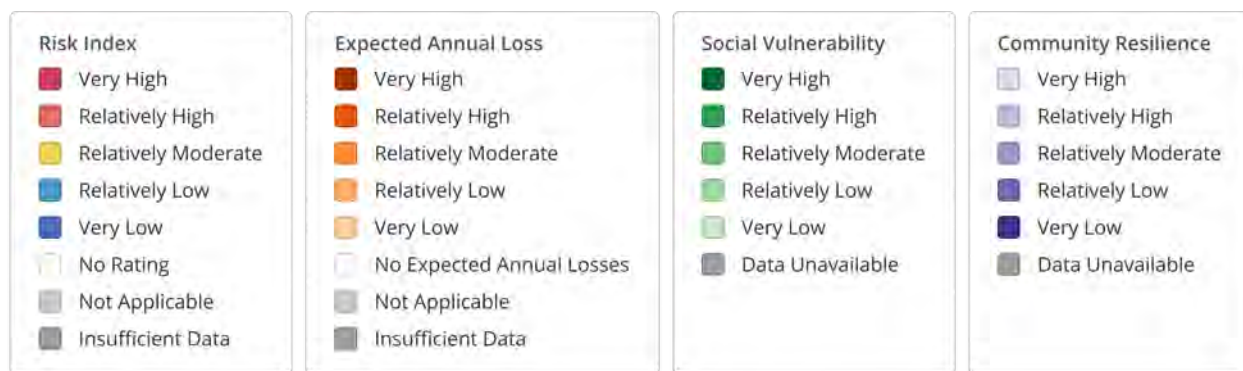 Risk Index
Very High
Relatively High
Relatively Moderate
Relatively Low
Very Low
No Rating
Not Applicable
Insufficient Data
Expected Annual Loss
Very High
Relatively High
Relatively Moderate
Relatively Low
Very Low
No Expected Annual Losses
Not Applicable
Insufficient Data
Social Vulnerability
Very High
Relatively High
Relatively Moderate
Relatively Low
Very Low
Data Unavailable
Community Resilience
Very High
Relatively High
Relatively Moderate
Relatively Low
Very Low
Data Unavailable